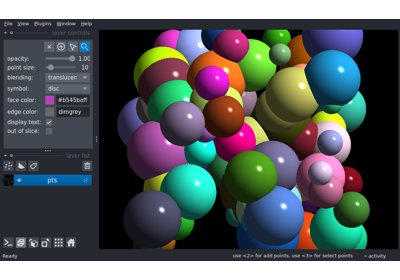 File View Plugins Window Help
layer controls
opacity: 1.00
point size: 10
blending: translucen
symbol: disc
face color: #b545baff
edge color: dimgrey
display text:
out of slice:
layer list
pts
Ready
use <2> for add points, use <3> for select points
activity